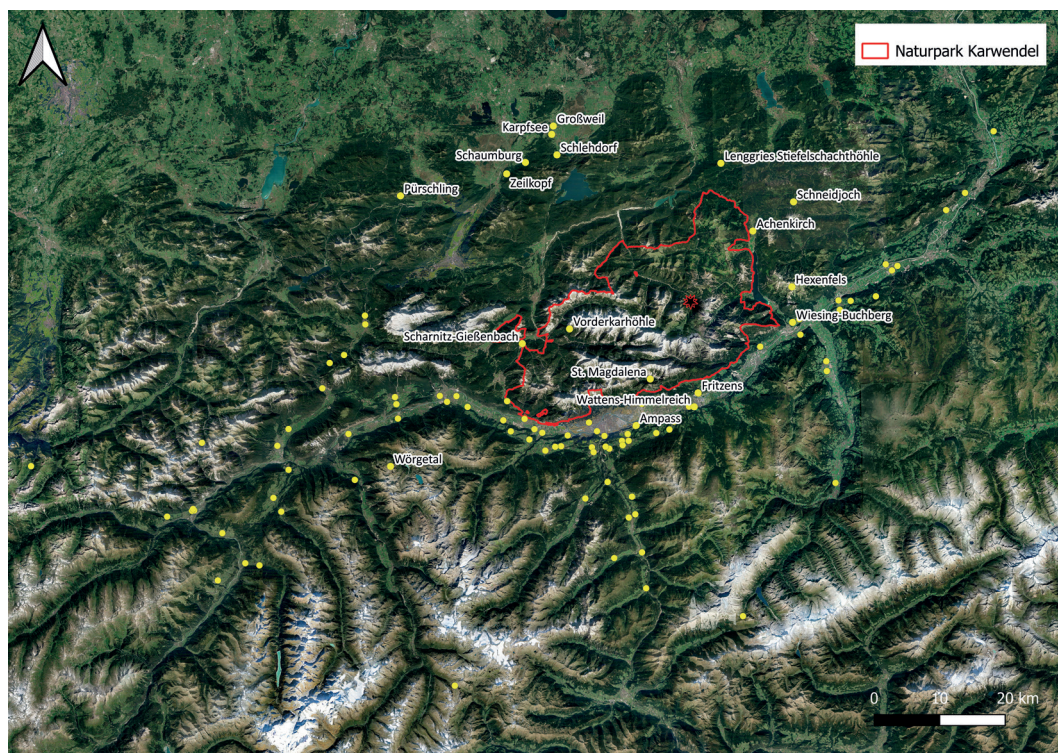 Naturpark Karwendel
Großweil
Karpfsee
Schlehdorf
Schaumburg
Lenggries Stiefelschachthöhle
Zeilkopf
Pürschling
Schneidjoch
Achenkirch
Hexenfels
Wiesing-Buchberg
Vorderkarhöhle
Scharnitz-Gießenbach
St. Magdalena
Fritzens
Wattens-Himmelreich
Ampass
Wörgetal
0 10 20 km